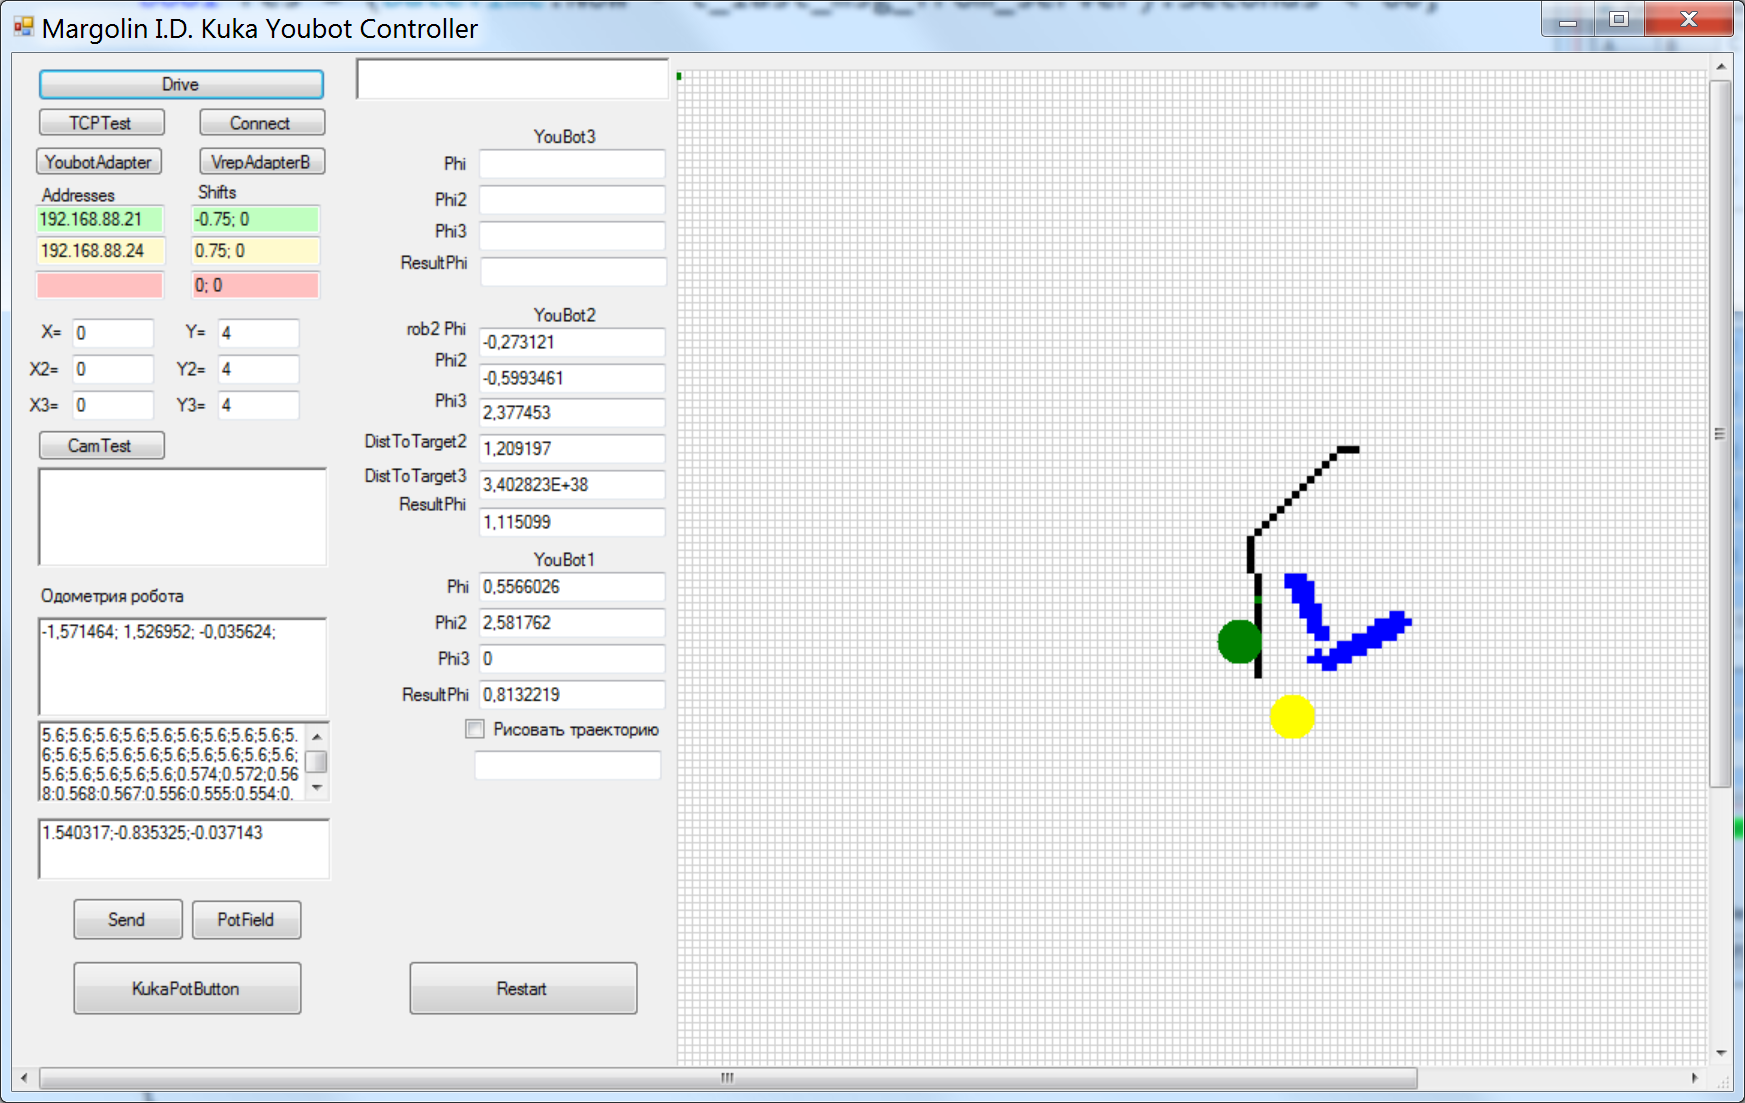 Margolin I.D. Kuka Youbot Controller
Drive
TCPTest
Connect
YoubotAdapter
VrepAdapterB
Addresses
Shifts
192.168.88.21
-0.75; 0
192.168.88.24
0.75; 0
0; 0
X=
0
Y=
4
X2=
0
Y2=
4
X3=
0
Y3=
4
CamTest
Одометрия робота
-1,571464; 1,526952; -0,035624;
5.6;5.6;5.6;5.6;5.6;5.6;5.6;5.6;5.6;5.
6;5.6;5.6;5.6;5.6;5.6;5.6;5.6;5.6;5.6;
5.6;5.6;5.6;5.6;5.6;0.574;0.572;0.56
8;0.568;0.567;0.556;0.555;0.554;0.
1.540317;-0.835325;-0.037143
Send
PotField
KukaPotButton
YouBot3
Phi
Phi2
Phi3
ResultPhi
YouBot2
rob2 Phi
-0,273121
Phi2
-0,5993461
Phi3
2,377453
DistToTarget2
1,209197
DistToTarget3
3,402823E+38
ResultPhi
1,115099
YouBot1
Phi
0,5566026
Phi2
2,581762
Phi3
0
ResultPhi
0,8132219
Рисовать траекторию
Restart